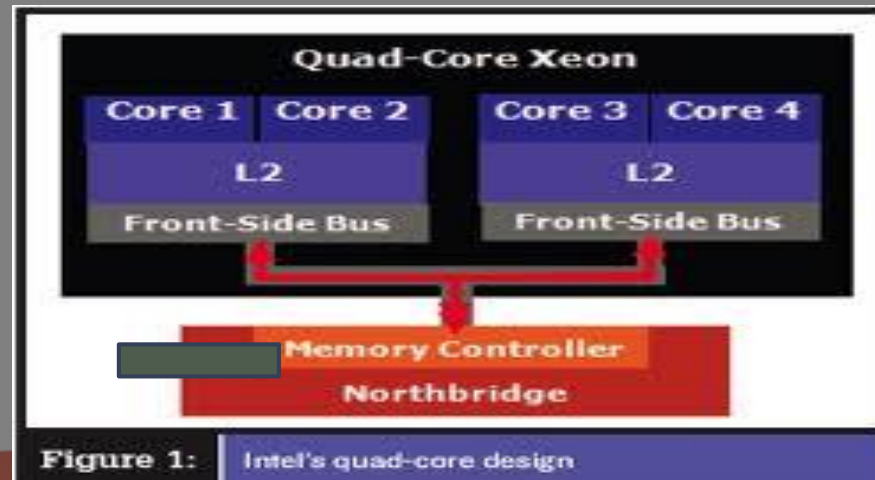 Quad-Core Xeon
Core 1 Core 2 Core 3 Core 4
L2 L2
Front-Side Bus Front-Side Bus
Memory Controller
Northbridge
Figure 1: Intel's quad-core design